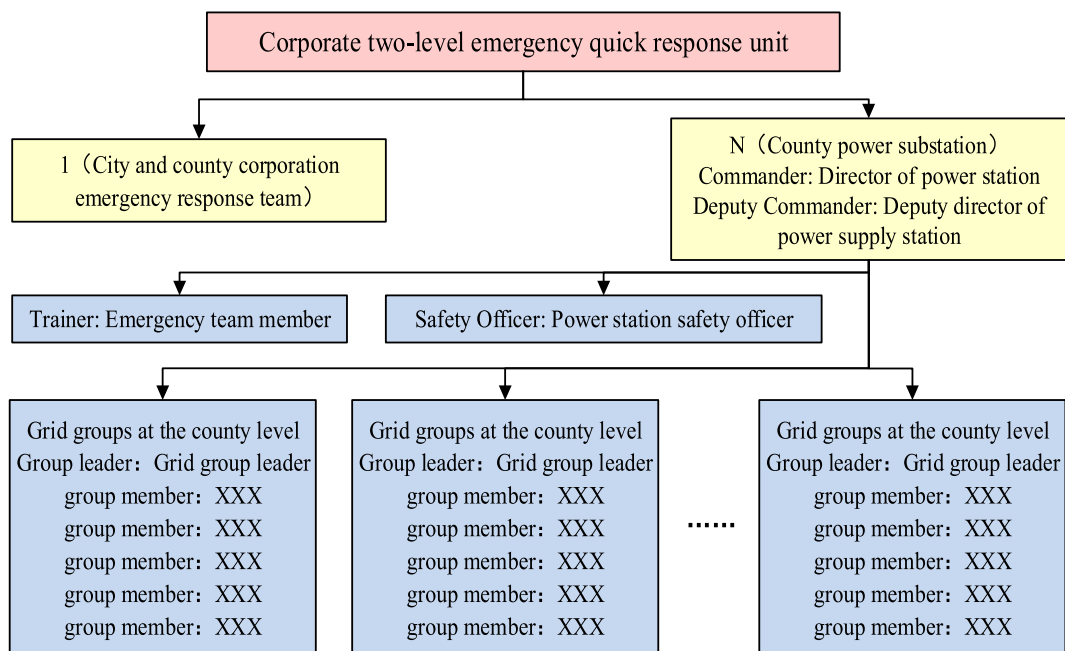 Corporate two-level emergency quick response unit
1（City and county corporation
emergency response team）
N（County power substation）
Commander: Director of power station
Deputy Commander: Deputy director of
power supply station
Trainer: Emergency team member
Safety Officer: Power station safety officer
Grid groups at the county level
Group leader：Grid group leader
group member：XXX
group member：XXX
group member：XXX
group member：XXX
group member：XXX
Grid groups at the county level
Group leader：Grid group leader
group member：XXX
group member：XXX
group member：XXX
group member：XXX
group member：XXX
......
Grid groups at the county level
Group leader：Grid group leader
group member：XXX
group member：XXX
group member：XXX
group member：XXX
group member：XXX